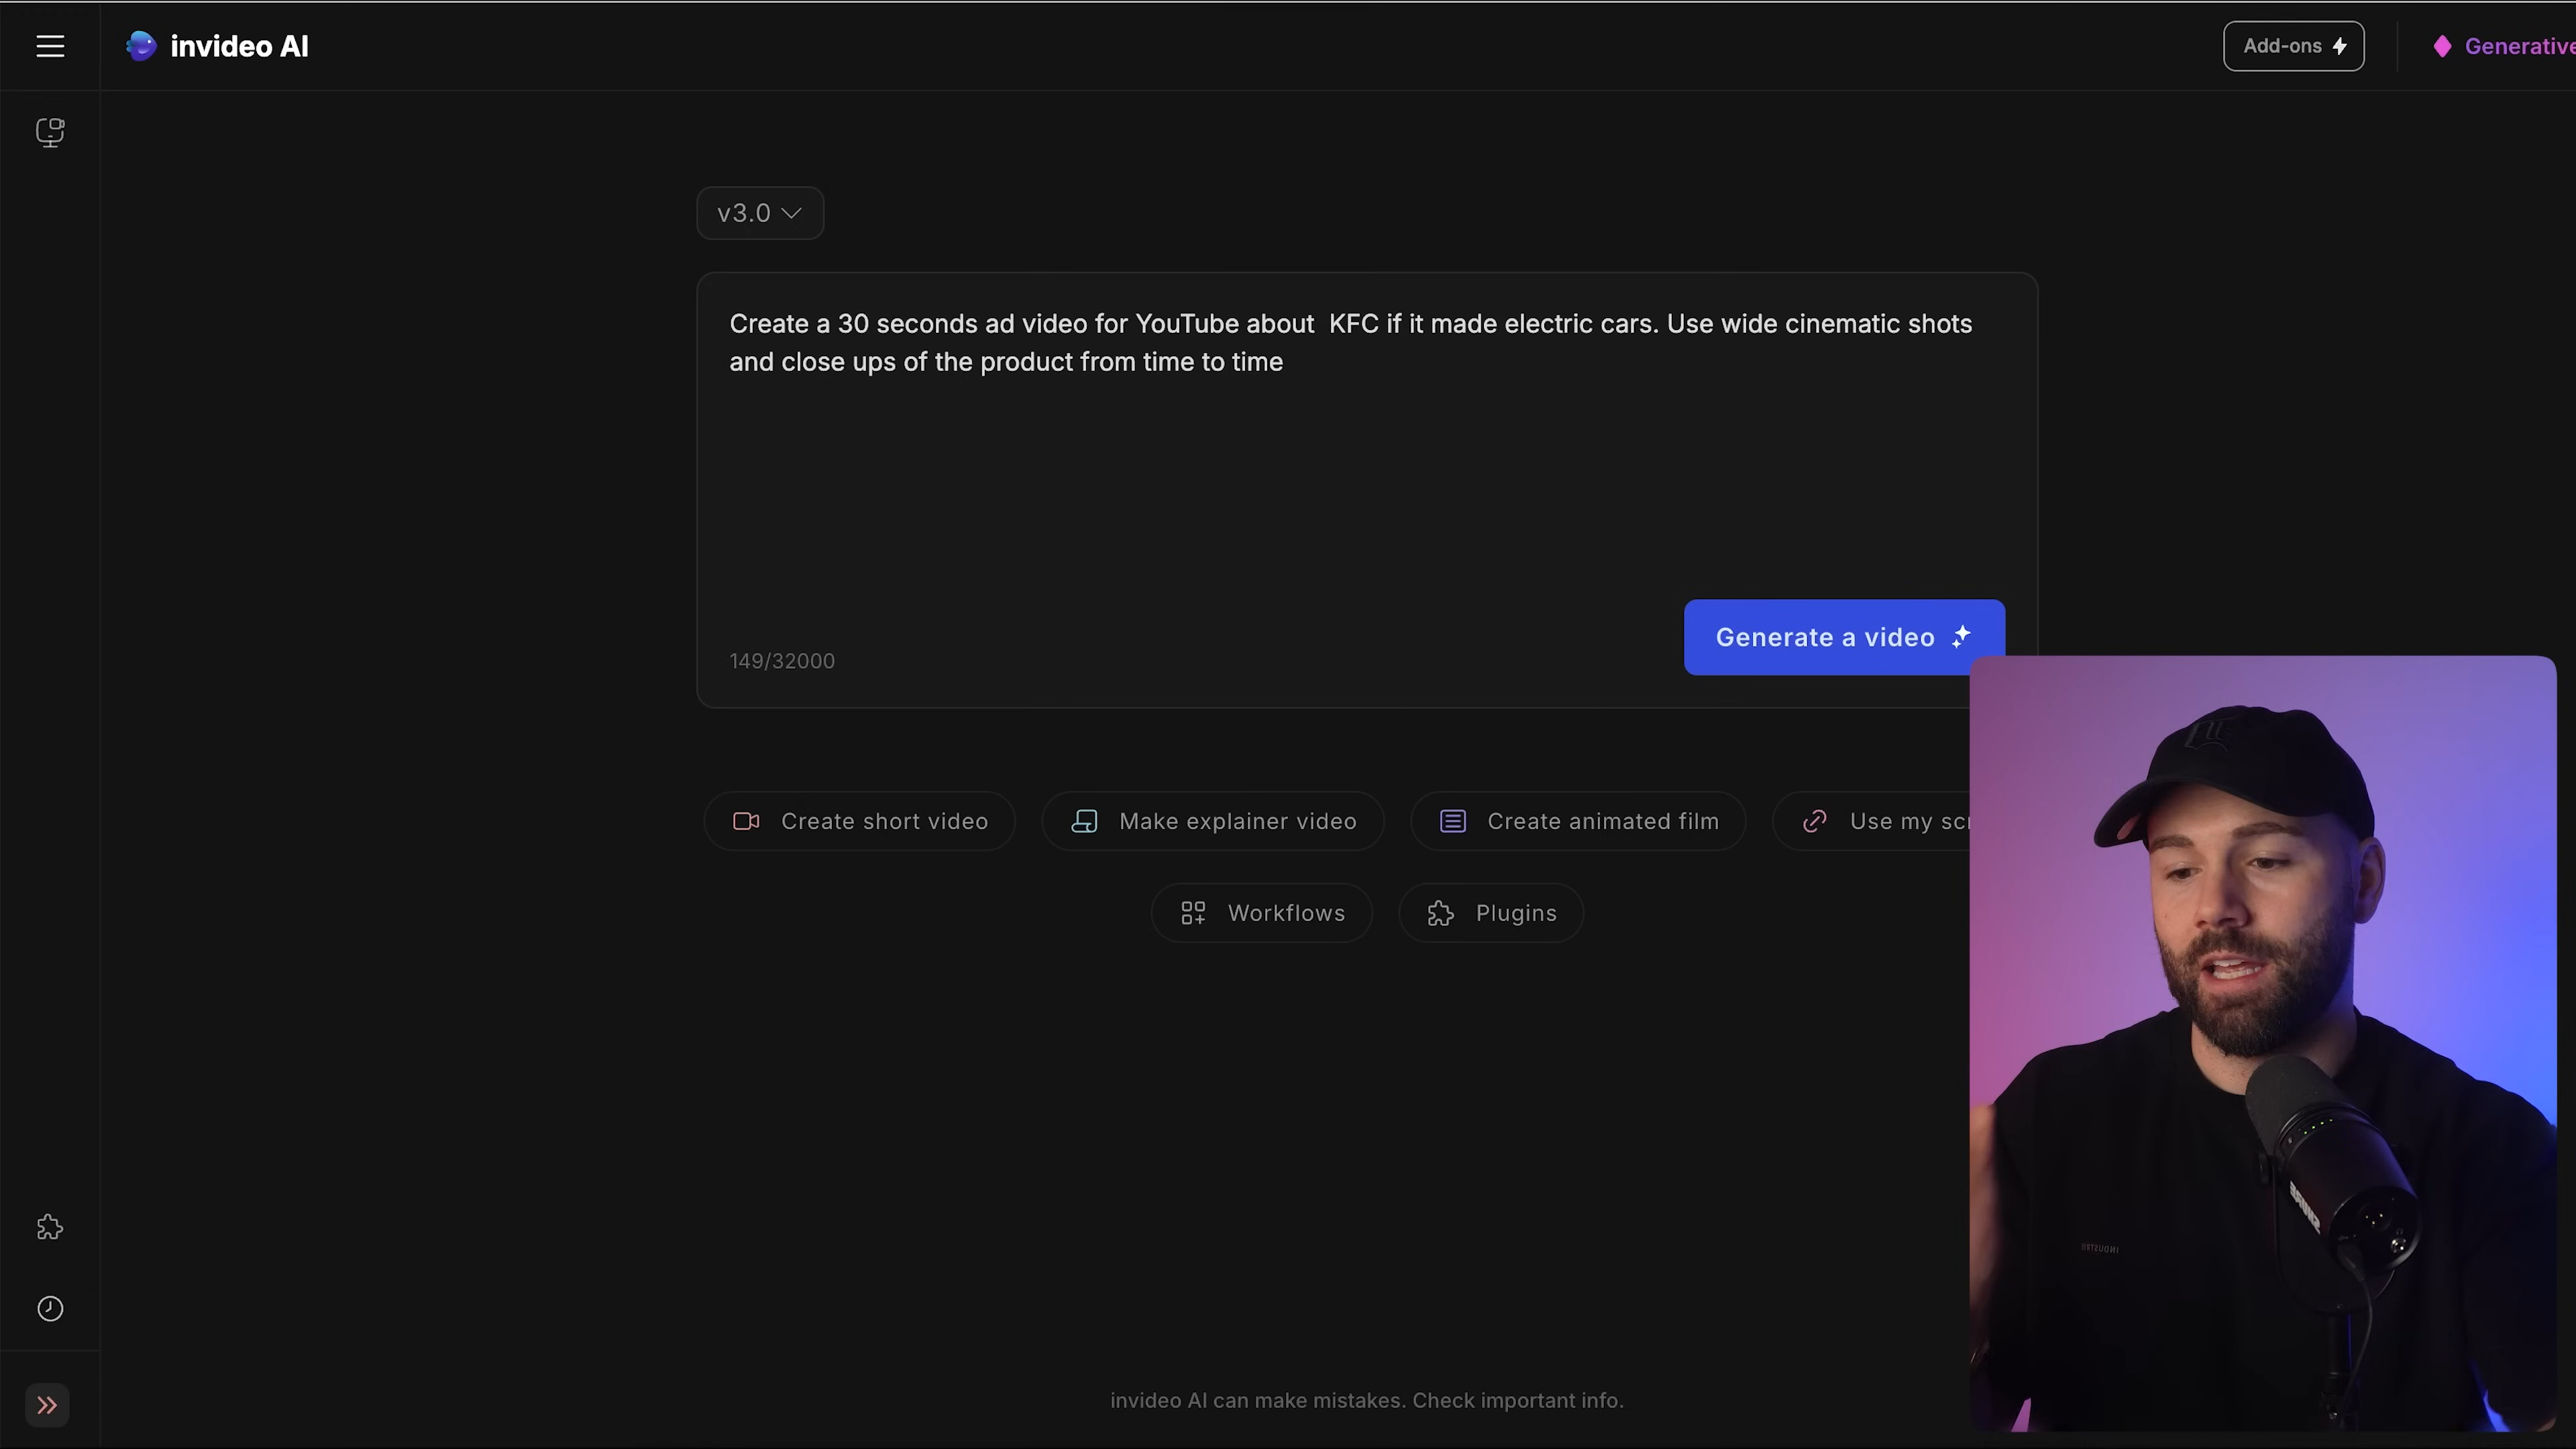 invideo AI
Add-ons
Generative
v3.0
Create a 30 seconds ad video for YouTube about  KFC if it made electric cars. Use wide cinematic shots
and close ups of the product from time to time
149/32000
Generate a video
Create short video
Make explainer video
Create animated film
Use my scr
Workflows
Plugins
SHURE
invideo AI can make mistakes. Check important info.